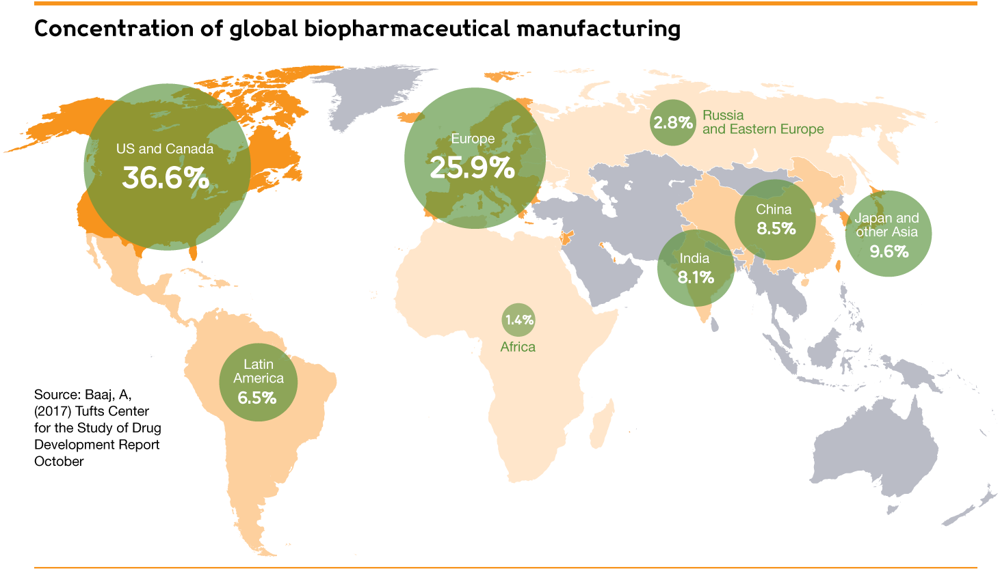 Concentration of global biopharmaceutical manufacturing
US and Canada
36.6%
Europe
25.9%
2.8%
Russia
and Eastern Europe
China
8.5%
Japan and
other Asia
9.6%
India
8.1%
1.4%
Africa
Latin
America
6.5%
Source: Baaj, A,
(2017) Tufts Center
for the Study of Drug
Development Report
October